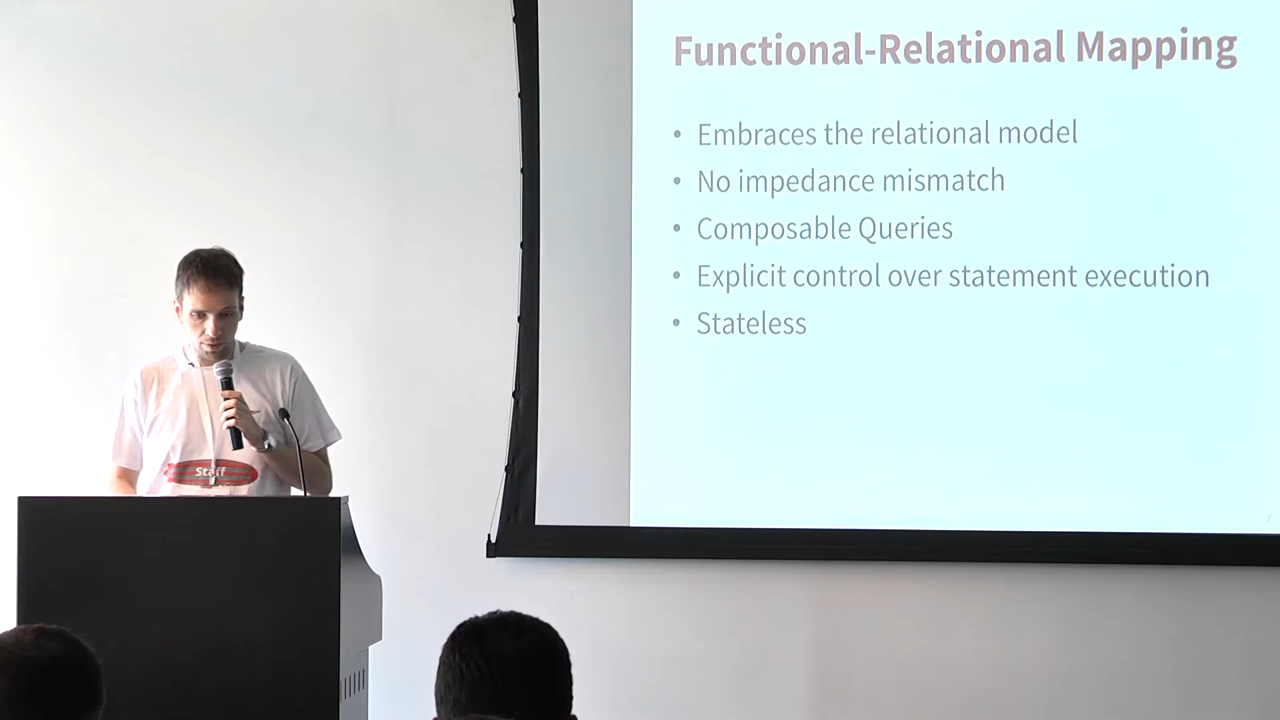 Functional-Relational Mapping
• Embraces the relational model
• No impedance mismatch
• Composable Queries
• Explicit control over statement execution
• Stateless
7
Staff